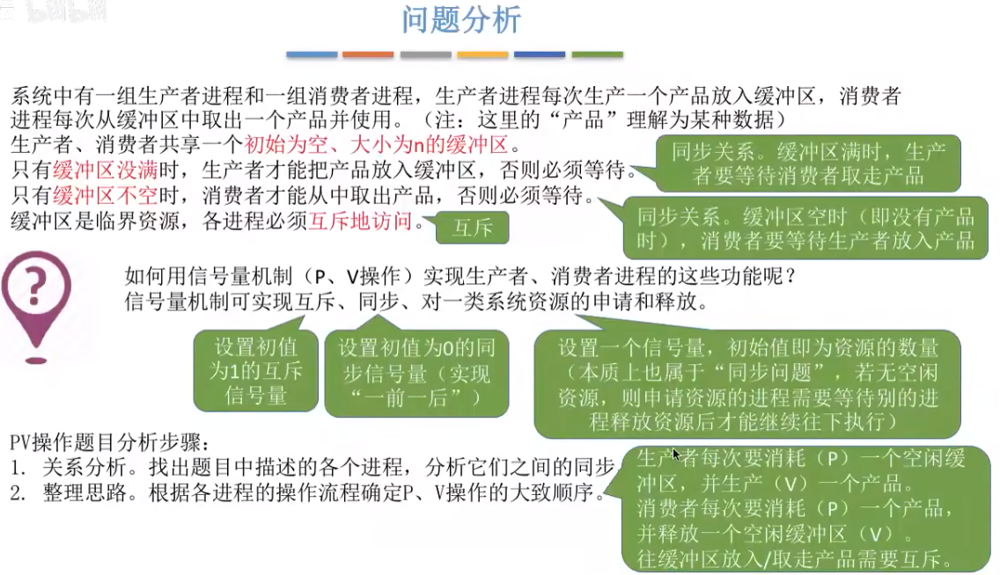 问题分析
系统中有一组生产者进程和一组消费者进程，生产者进程每次生产一个产品放入缓冲区，消费者
进程每次从缓冲区中取出一个产品并使用。（注：这里的“产品”理解为某种数据）
生产者、消费者共享一个初始为空、大小为n的缓冲区。
只有缓冲区没满时，生产者才能把产品放入缓冲区，否则必须等待。
同步关系。缓冲区满时，生产
者要等待消费者取走产品
只有缓冲区不空时，消费者才能从中取出产品，否则必须等待。
同步关系。缓冲区空时（即没有产品
时），消费者要等待生产者放入产品
缓冲区是临界资源，各进程必须互斥地访问。
互斥
如何用信号量机制（P、V操作）实现生产者、消费者进程的这些功能呢？
信号量机制可实现互斥、同步、对一类系统资源的申请和释放。
设置初值
为1的互斥
信号量
设置初值为0的同
步信号量（实现
“一前一后”）
设置一个信号量，初始值即为资源的数量
（本质上也属于“同步问题”，若无空闲
资源，则申请资源的进程需要等待别的进
程释放资源后才能继续往下执行）
PV操作题目分析步骤：
1. 关系分析。找出题目中描述的各个进程，分析它们之间的同步
2. 整理思路。根据各进程的操作流程确定P、V操作的大致顺序。
生产者每次要消耗（P）一个空闲缓
冲区，并生产（V）一个产品。
消费者每次要消耗（P）一个产品，
并释放一个空闲缓冲区（V）。
往缓冲区放入/取走产品需要互斥。